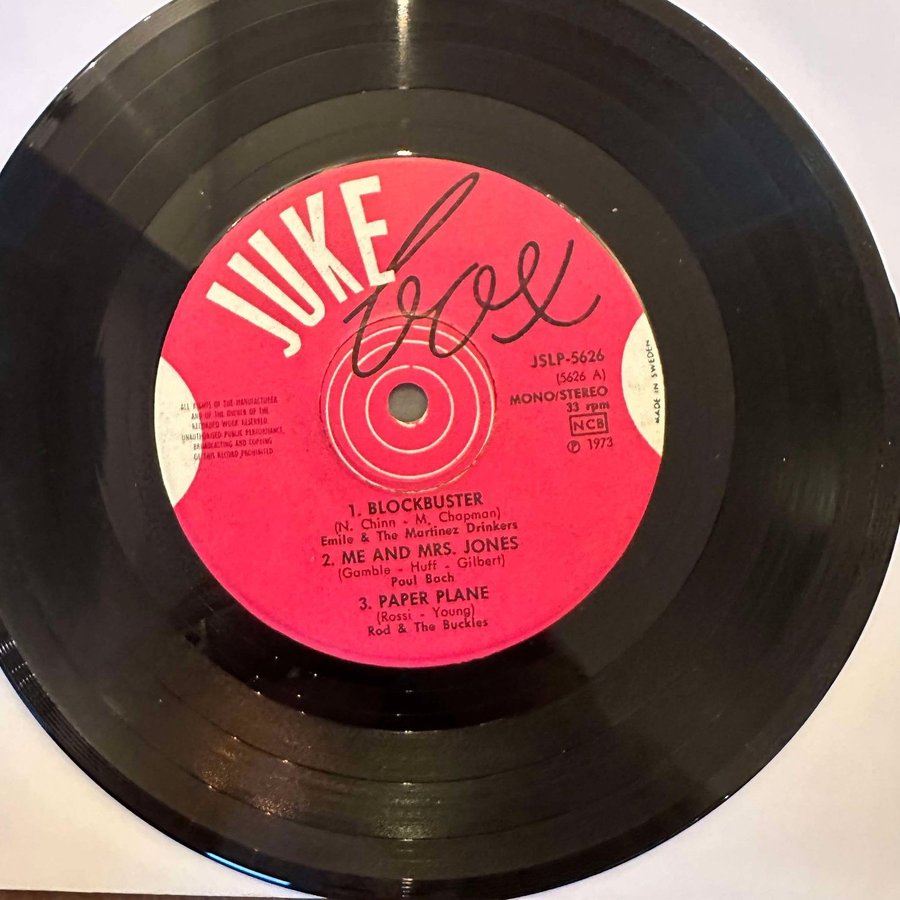 JUKE
box
JSLP-5626
(5626 A)
MONO/STEREO
33 rpm
NCB
℗ 1973
MADE IN SWEDEN
ALL RIGHTS OF THE MANUFACTURER
AND OF THE OWNER OF THE
RECORDED WORK RESERVED.
UNAUTHORISED PUBLIC PERFORMANCE,
BROADCASTING AND COPYING
OF THIS RECORD PROHIBITED
1. BLOCKBUSTER
(N. Chinn - M. Chapman)
Emile & The Martinez Drinkers
2. ME AND MRS. JONES
(Gamble - Huff - Gilbert)
Paul Bach
3. PAPER PLANE
(Rossi - Young)
Rod & The Buckles